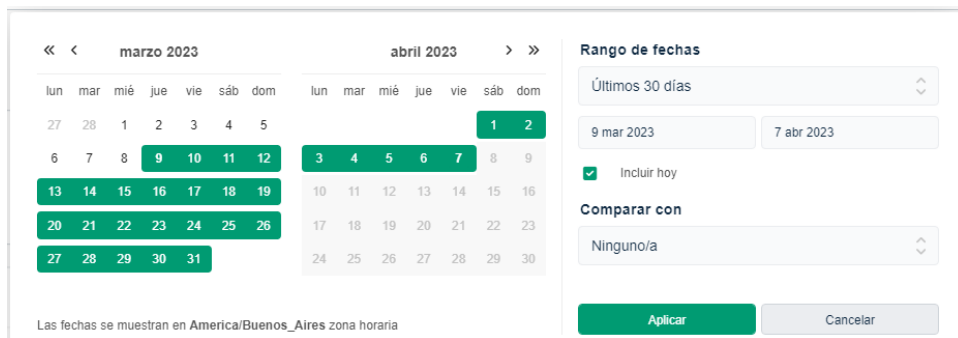 « ‹ marzo 2023
lun mar mié jue vie sáb dom
27 28 1 2 3 4 5
6 7 8 9 10 11 12
13 14 15 16 17 18 19
20 21 22 23 24 25 26
27 28 29 30 31
abril 2023 › »
lun mar mié jue vie sáb dom
1 2
3 4 5 6 7 8 9
10 11 12 13 14 15 16
17 18 19 20 21 22 23
24 25 26 27 28 29 30
Las fechas se muestran en America/Buenos_Aires zona horaria
Rango de fechas
Últimos 30 días
9 mar 2023 7 abr 2023
Incluir hoy
Comparar con
Ninguno/a
Aplicar Cancelar